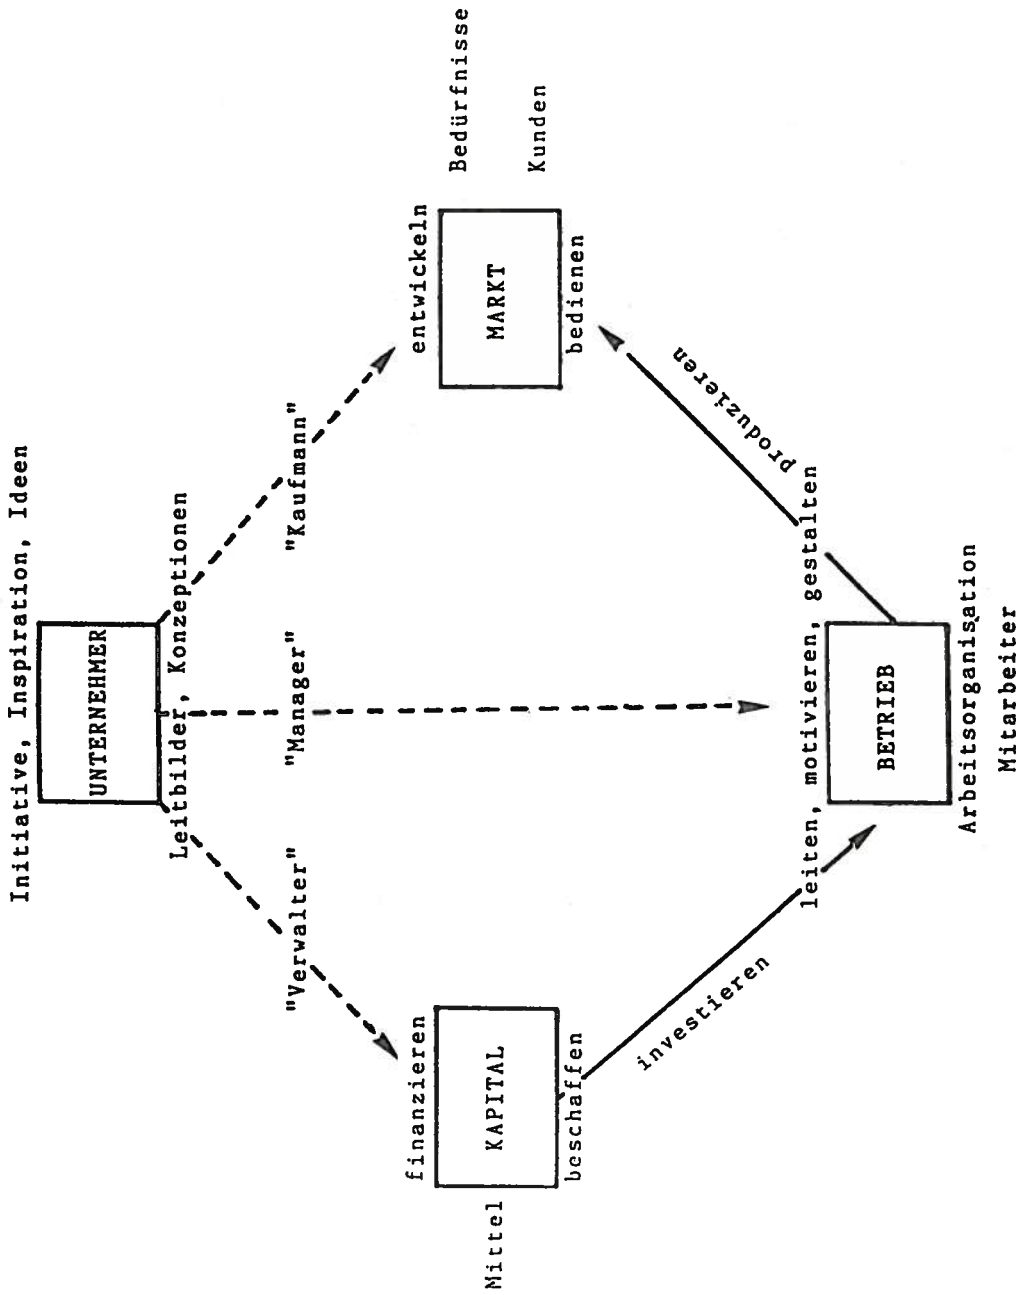 Initiative, Inspiration, Ideen
UNTERNEHMER
Leitbilder, Konzeptionen
"Verwalter"
"Manager"
"Kaufmann"
finanzieren
Mittel
KAPITAL
beschaffen
entwickeln
MARKT
bedienen
Bedürfnisse
Kunden
investieren
produzieren
leiten, motivieren, gestalten
BETRIEB
Arbeitsorganisation
Mitarbeiter